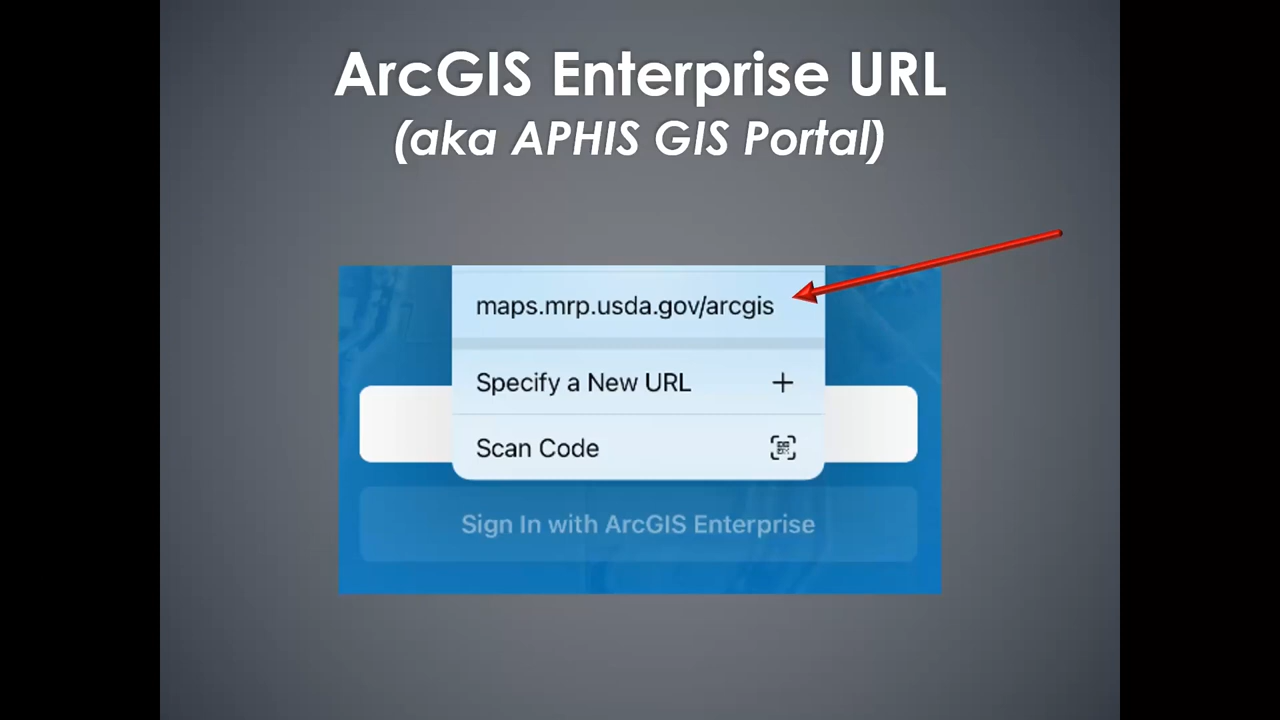 ArcGIS Enterprise URL
(aka APHIS GIS Portal)
maps.mrp.usda.gov/arcgis
Specify a New URL
Scan Code
Sign In with ArcGIS Enterprise